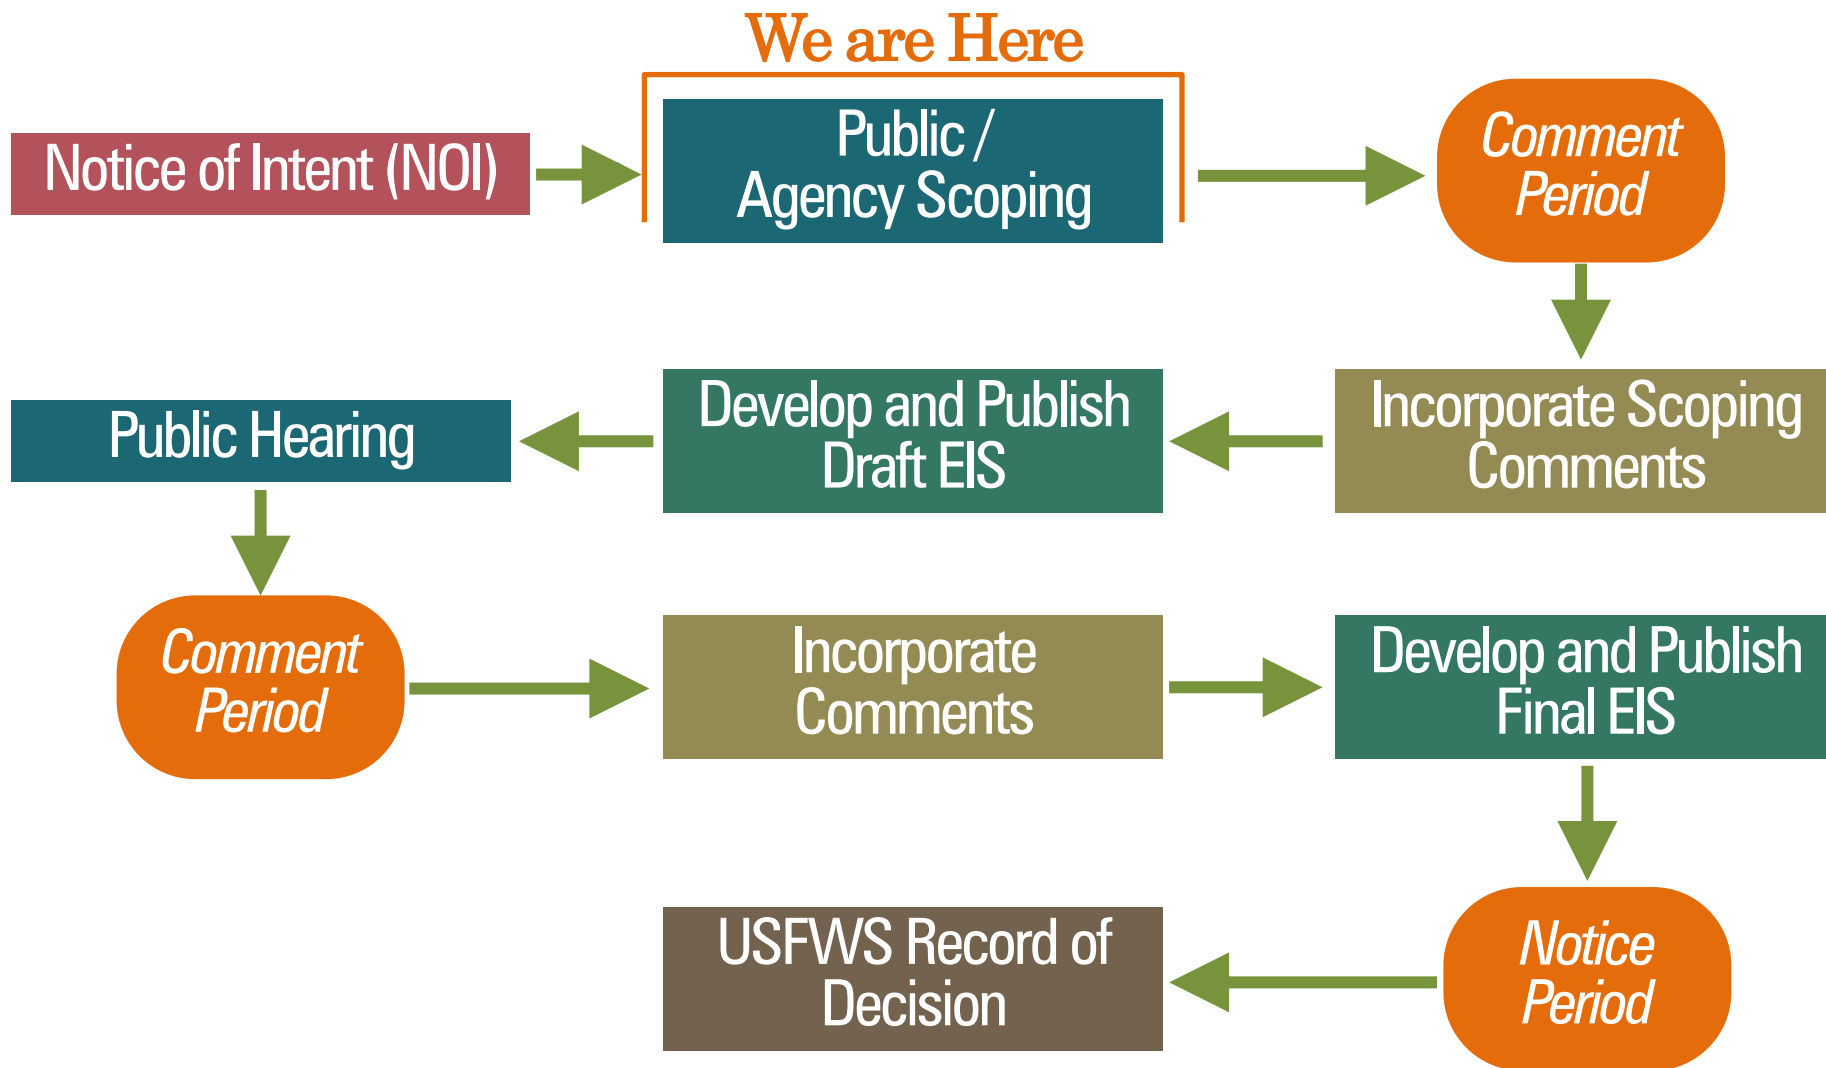 We are Here
Notice of Intent (NOI)
Public /
Agency Scoping
Comment
Period
Incorporate Scoping
Comments
Develop and Publish
Draft EIS
Public Hearing
Comment
Period
Incorporate
Comments
Develop and Publish
Final EIS
Notice
Period
USFWS Record of
Decision